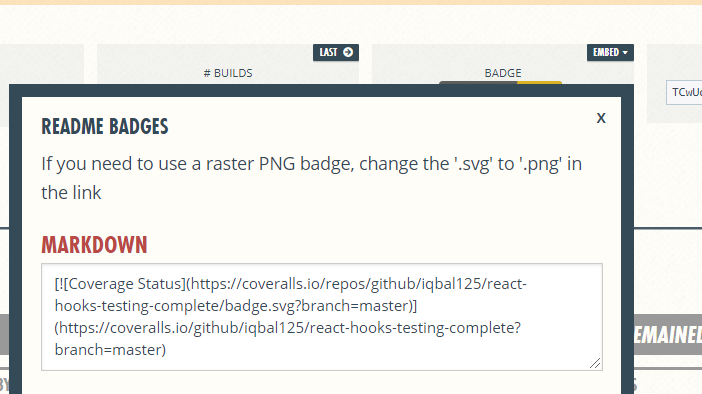 LAST
EMBED
# BUILDS
BADGE
README BADGES
X
If you need to use a raster PNG badge, change the '.svg' to '.png' in
the link
MARKDOWN
[![Coverage Status](https://coveralls.io/repos/github/iqbal125/react-
hooks-testing-complete/badge.svg?branch=master)]
(https://coveralls.io/github/iqbal125/react-hooks-testing-complete?
branch=master)